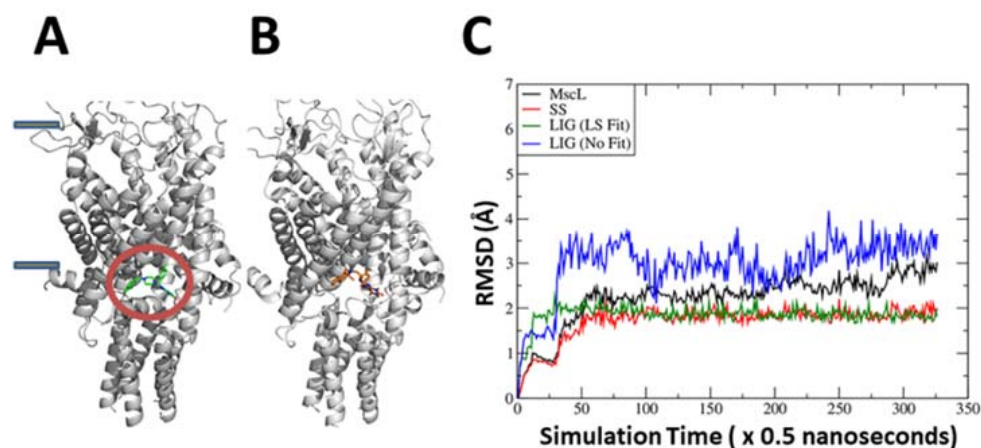 A
B
C
MscL
SS
LIG (LS Fit)
LIG (No Fit)
RMSD (Å)
7
6
5
4
3
2
1
0
0 50 100 150 200 250 300 350
Simulation Time ( x 0.5 nanoseconds)